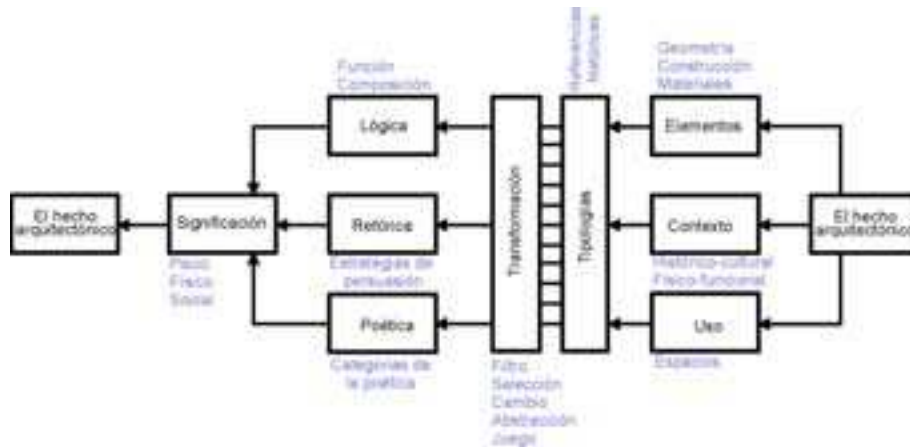 Referencias
históricas
Geometría
Construcción
Materiales
Función
Composición
Lógica
Elementos
El hecho
arquitectónico
Significación
Retórica
Transformación
Tipologías
Contexto
El hecho
arquitectónico
Físico
Social
Estrategias de
persuasión
Histórico-cultural
Físico-funcional
Poética
Uso
Categorías de
la poética
Espacios
Filtro
Selección
Cambio
Abstracción
Juego